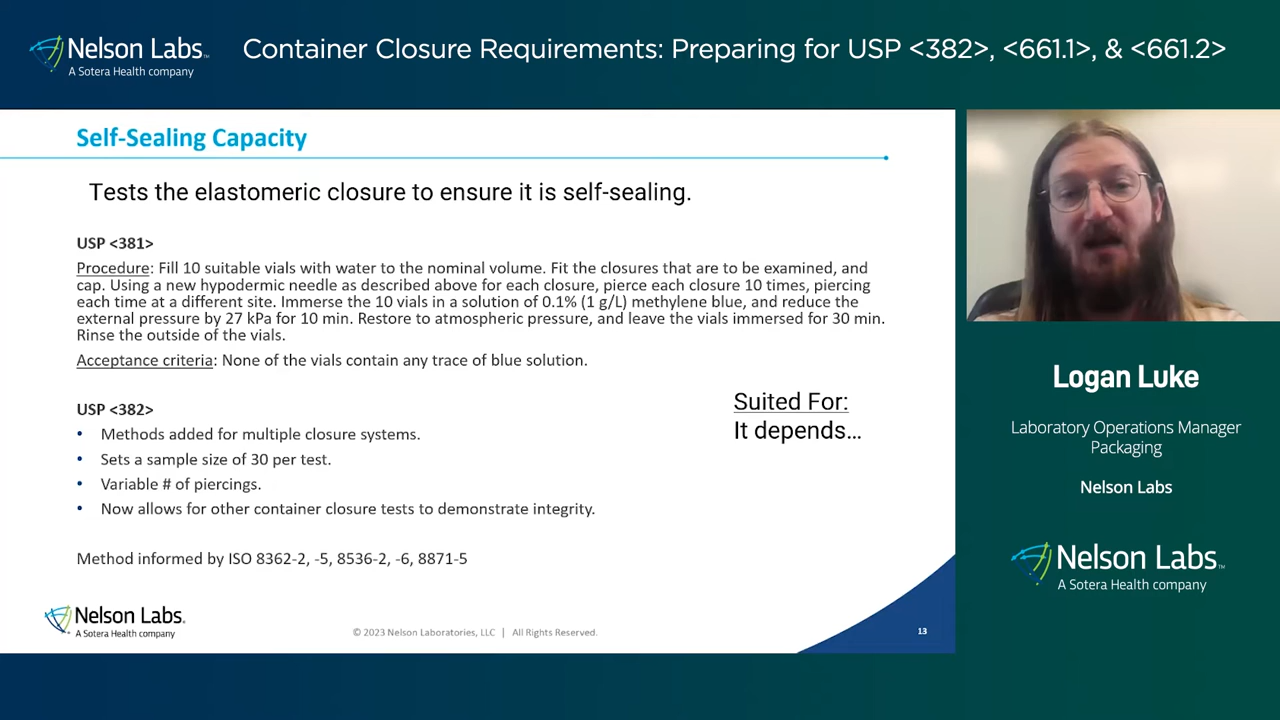 Nelson Labs™
A Sotera Health company
Container Closure Requirements: Preparing for USP <382>, <661.1>, & <661.2>
Self-Sealing Capacity
Tests the elastomeric closure to ensure it is self-sealing.
USP <381>
Procedure: Fill 10 suitable vials with water to the nominal volume. Fit the closures that are to be examined, and
cap. Using a new hypodermic needle as described above for each closure, pierce each closure 10 times, piercing
each time at a different site. Immerse the 10 vials in a solution of 0.1% (1 g/L) methylene blue, and reduce the
external pressure by 27 kPa for 10 min. Restore to atmospheric pressure, and leave the vials immersed for 30 min.
Rinse the outside of the vials.
Acceptance criteria: None of the vials contain any trace of blue solution.
USP <382>
• Methods added for multiple closure systems.
• Sets a sample size of 30 per test.
• Variable # of piercings.
• Now allows for other container closure tests to demonstrate integrity.
Suited For:
It depends…
Method informed by ISO 8362-2, -5, 8536-2, -6, 8871-5
Nelson Labs®
A Sotera Health company
© 2023 Nelson Laboratories, LLC | All Rights Reserved.
13
Logan Luke
Laboratory Operations Manager
Packaging
Nelson Labs
Nelson Labs™
A Sotera Health company